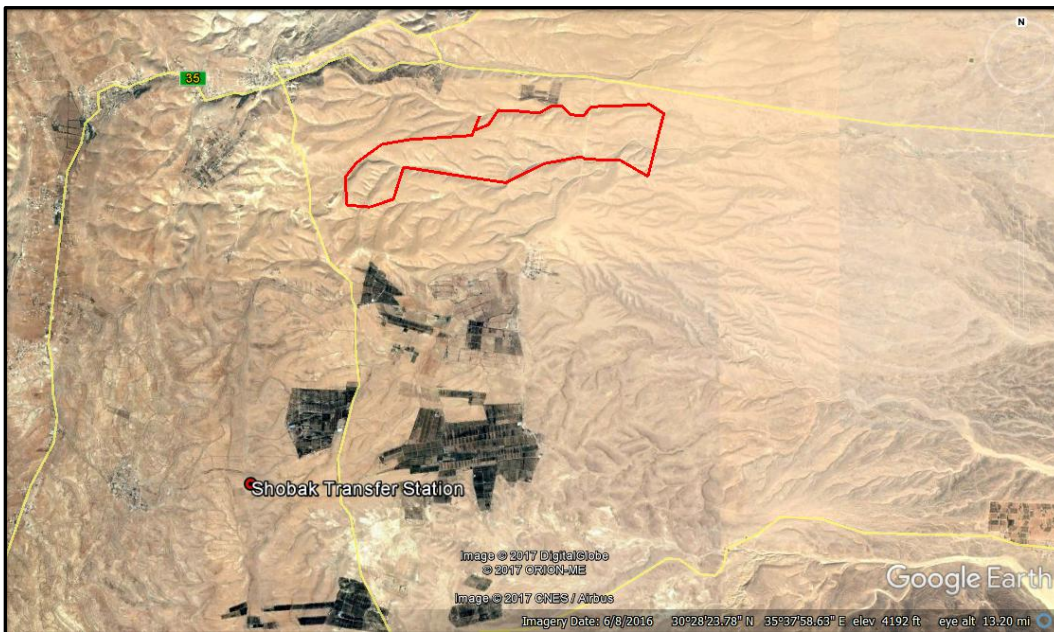 N
35
Shobak Transfer Station
Image © 2017 DigitalGlobe
© 2017 ORION-ME
Image © 2017 CNES / Airbus
Google Earth
Imagery Date: 6/8/2016 30°28'23.78" N 35°37'58.63" E elev 4192 ft eye alt 13.20 mi